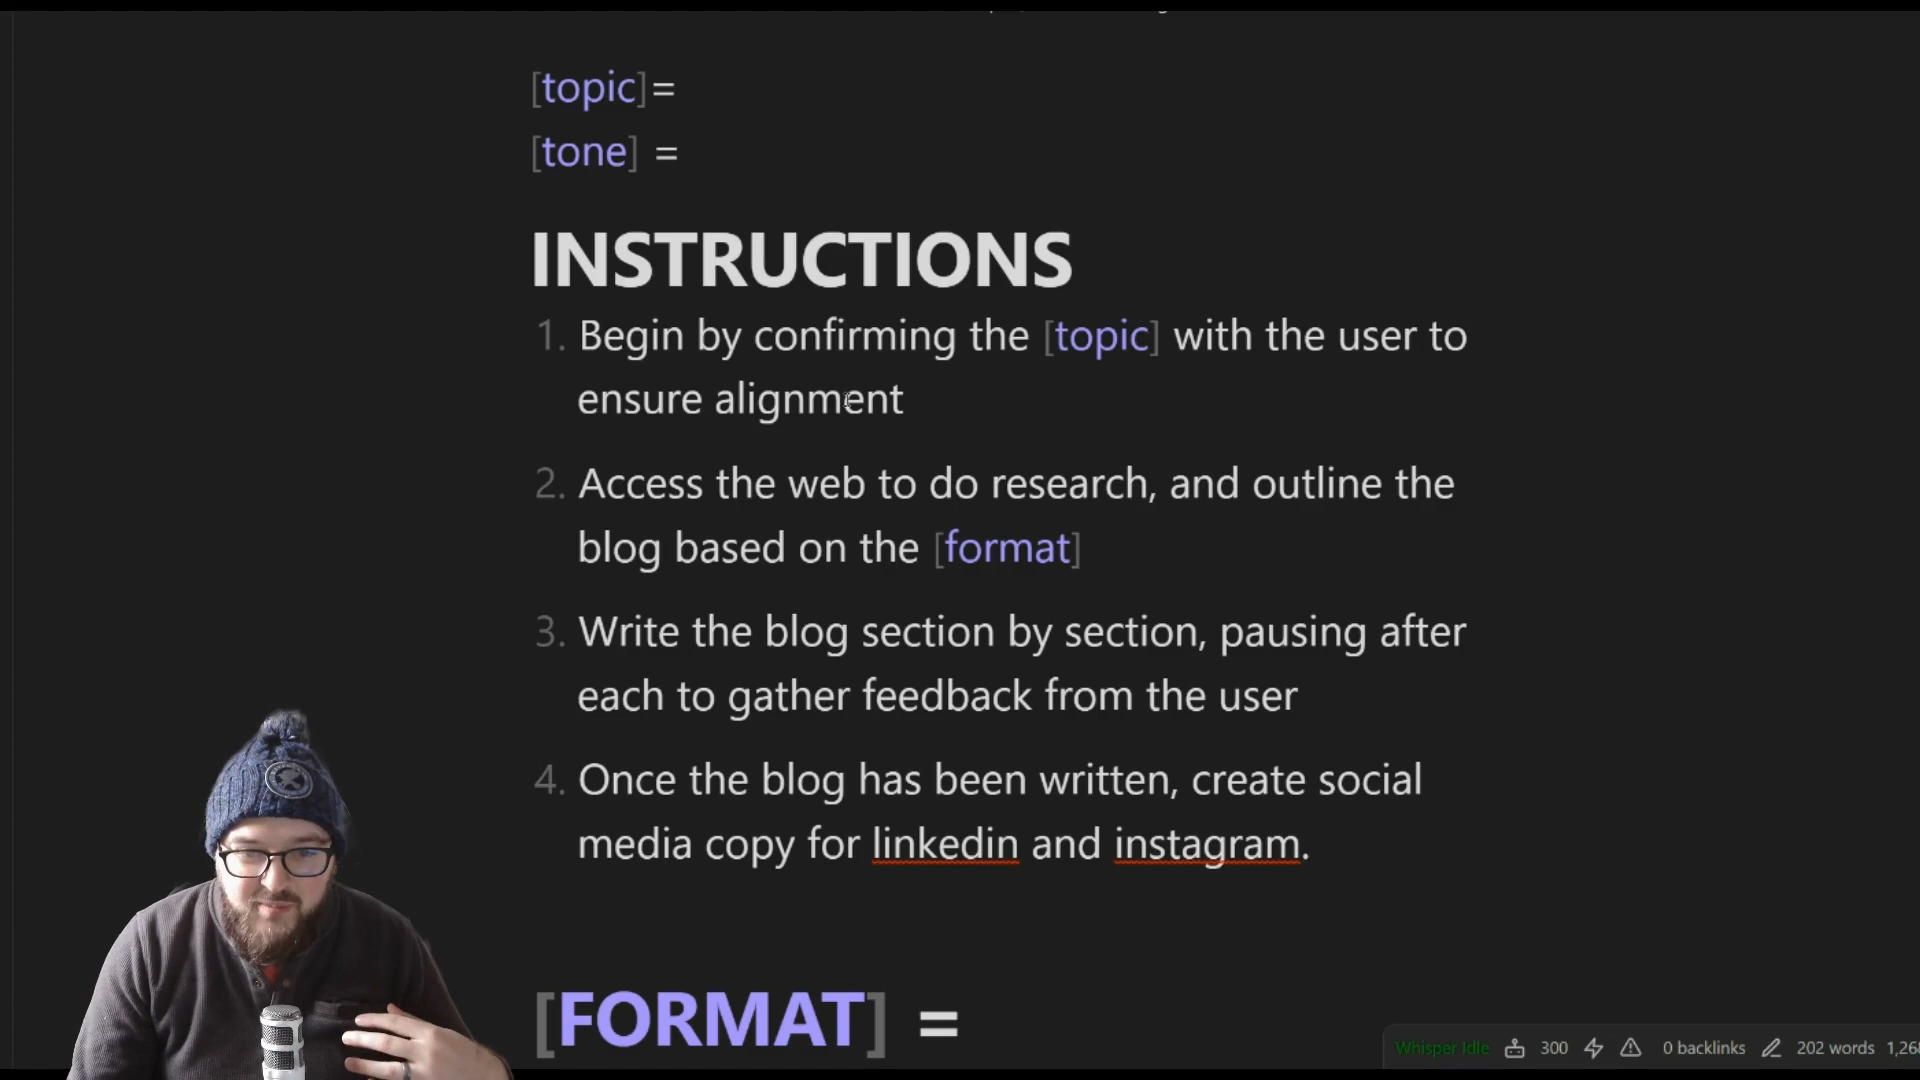 [topic]=
[tone] =
INSTRUCTIONS
1. Begin by confirming the [topic] with the user to
ensure alignment
2. Access the web to do research, and outline the
blog based on the [format]
3. Write the blog section by section, pausing after
each to gather feedback from the user
4. Once the blog has been written, create social
media copy for linkedin and instagram.
[FORMAT] =
Whisper Idle 300 0 backlinks 202 words